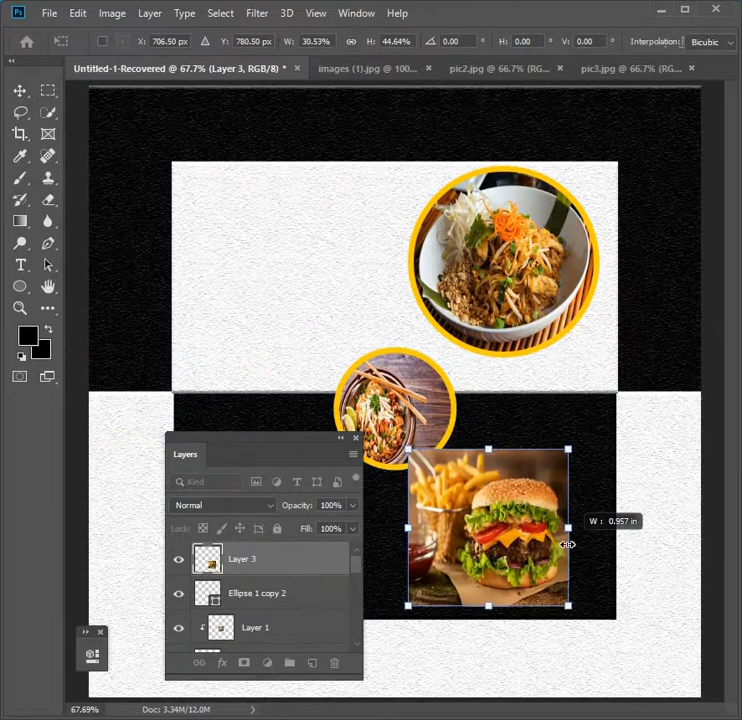 Ps File Edit Image Layer Type Select Filter 3D View Window Help
X: 706.50 px Y: 780.50 px W: 30.53% H: 44.64% 0.00 ° H: 0.00 ° V: 0.00 ° Interpolation: Bicubic
Untitled-1-Recovered @ 67.7% (Layer 3, RGB/8) * images (1).jpg @ 100... pic2.jpg @ 66.7% (RG... pic3.jpg @ 66.7% (RG...
W : 0.957 in
Layers
Kind
Normal Opacity: 100%
Lock: Fill: 100%
Layer 3
Ellipse 1 copy 2
Layer 1
fx
67.69% Doc: 3.34M/12.0M